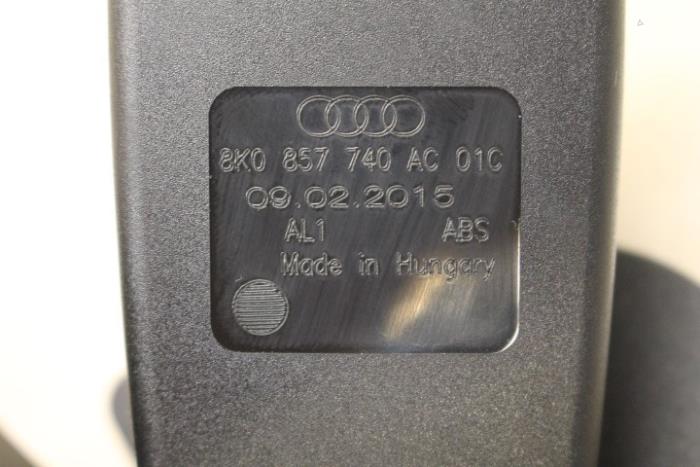 8K0 857 740 AC 01C
09.02.2015
AL1 ABS
Made in Hungary